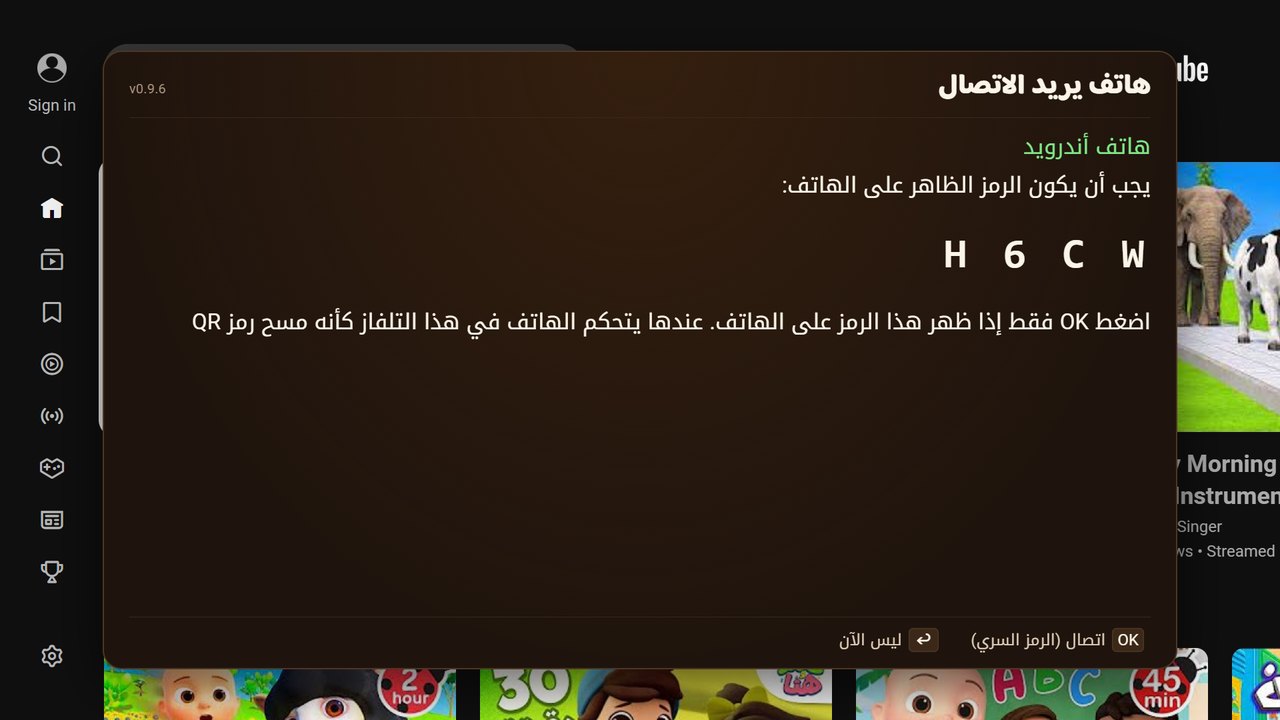 Sign in
ube
هاتف يريد الاتصال
v0.9.6
هاتف أندرويد
يجب أن يكون الرمز الظاهر على الهاتف:
H 6 C W
اضغط OK فقط إذا ظهر هذا الرمز على الهاتف. عندها يتحكم الهاتف في هذا التلفاز كأنه مسح رمز QR
OK اتصال (الرمز السري) ↩ ليس الآن
y Morning
Instrumen
Singer
ws • Streamed
2 hour
30
هنا
ABC
45 min